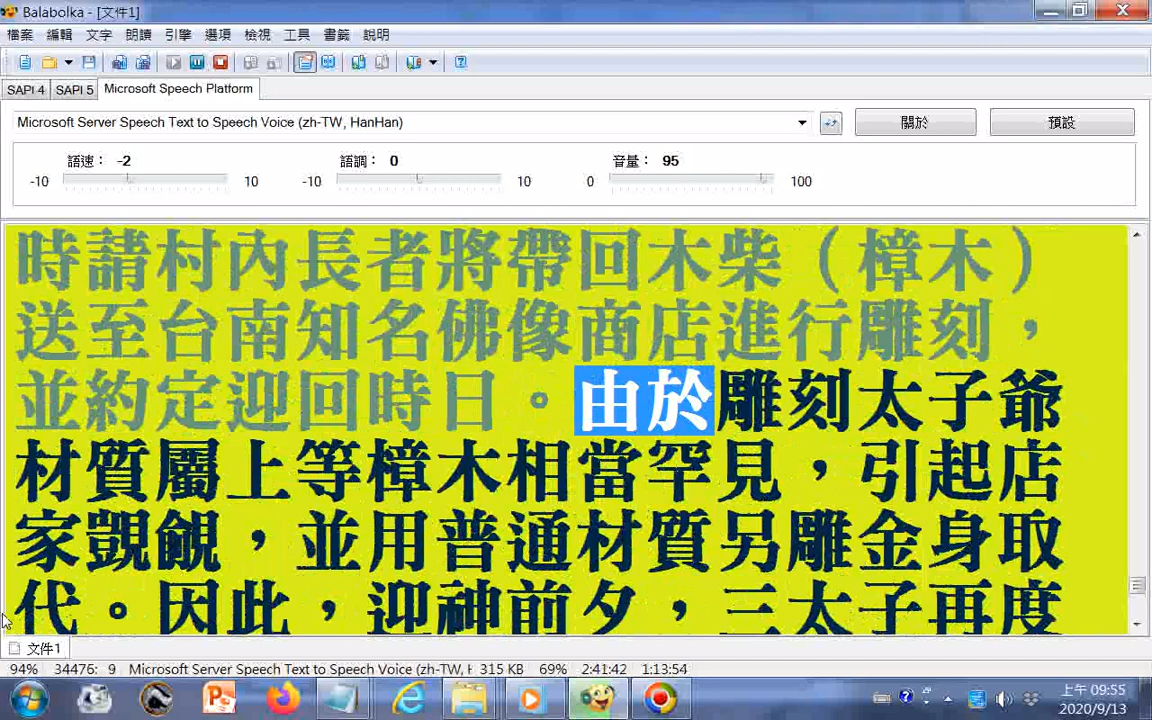 Balabolka - [文件1]
檔案 編輯 文字 朗讀 引擎 選項 檢視 工具 書籤 說明
SAPI 4 SAPI 5 Microsoft Speech Platform
Microsoft Server Speech Text to Speech Voice (zh-TW, HanHan) 關於 預設
語速： -2 語調： 0 音量： 95
-10 10 -10 10 0 100
時請村內長者將帶回木柴（樟木）
送至台南知名佛像商店進行雕刻，
並約定迎回時日。由於雕刻太子爺
材質屬上等樟木相當罕見，引起店
家覬覦，並用普通材質另雕金身取
代。因此，迎神前夕，三太子再度
文件1
94% 34476: 9 Microsoft Server Speech Text to Speech Voice (zh-TW, H 315 KB 69% 2:41:42 1:13:54
上午 09:55
2020/9/13